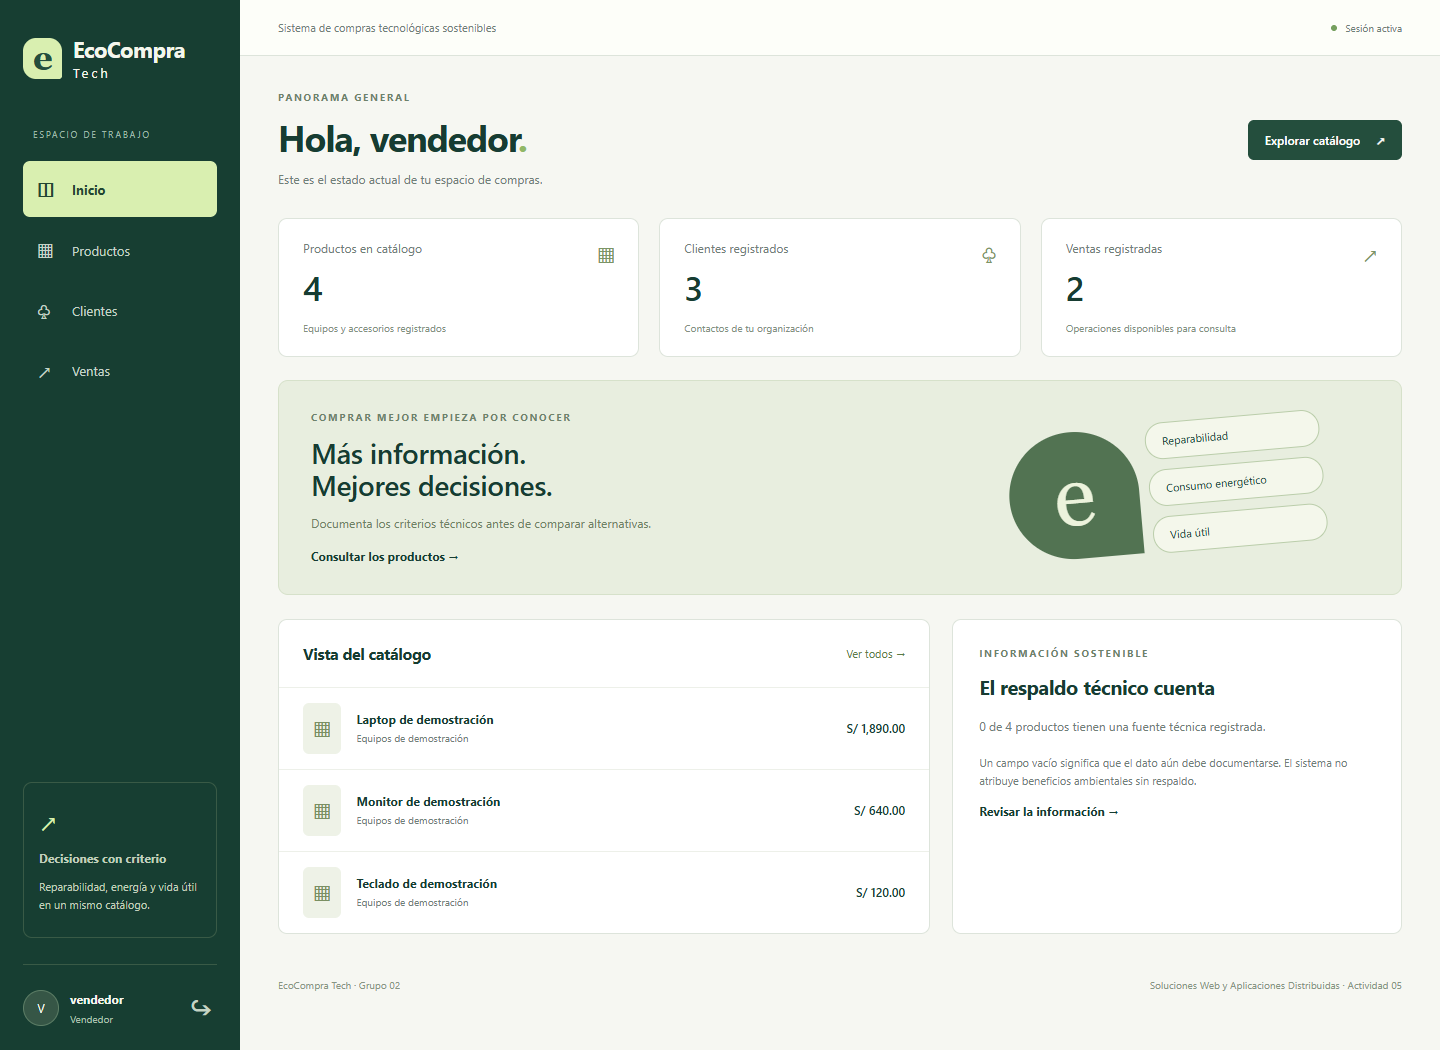 e
EcoCompra
Tech
ESPACIO DE TRABAJO
Inicio
Productos
Clientes
Ventas
↗
Decisiones con criterio
Reparabilidad, energía y vida útil
en un mismo catálogo.
V
vendedor
Vendedor
Sistema de compras tecnológicas sostenibles
Sesión activa
PANORAMA GENERAL
Hola, vendedor.
Este es el estado actual de tu espacio de compras.
Explorar catálogo ↗
Productos en catálogo
4
Equipos y accesorios registrados
Clientes registrados
3
Contactos de tu organización
Ventas registradas
2
Operaciones disponibles para consulta
COMPRAR MEJOR EMPIEZA POR CONOCER
Más información.
Mejores decisiones.
Documenta los criterios técnicos antes de comparar alternativas.
Consultar los productos →
e
Reparabilidad
Consumo energético
Vida útil
Vista del catálogo
Ver todos →
Laptop de demostración
Equipos de demostración
S/ 1,890.00
Monitor de demostración
Equipos de demostración
S/ 640.00
Teclado de demostración
Equipos de demostración
S/ 120.00
INFORMACIÓN SOSTENIBLE
El respaldo técnico cuenta
0 de 4 productos tienen una fuente técnica registrada.
Un campo vacío significa que el dato aún debe documentarse. El sistema no
atribuye beneficios ambientales sin respaldo.
Revisar la información →
EcoCompra Tech · Grupo 02
Soluciones Web y Aplicaciones Distribuidas · Actividad 05